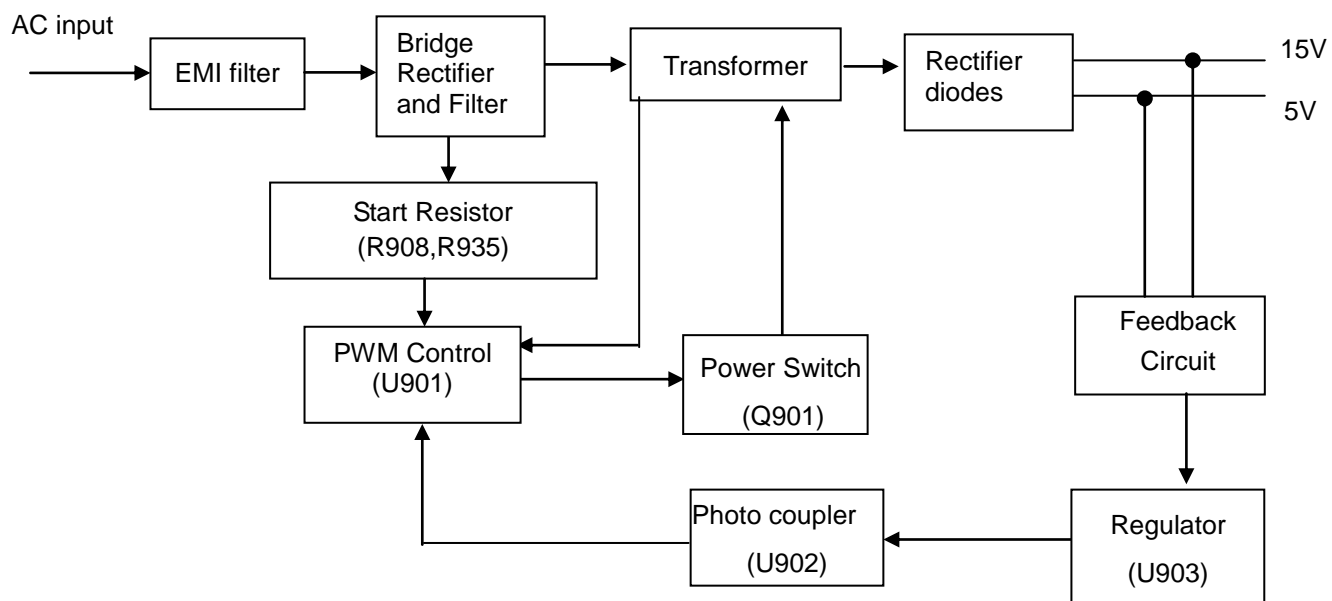 AC input
EMI filter
Bridge
Rectifier
and Filter
Transformer
Rectifier
diodes
15V
5V
Start Resistor
(R908,R935)
PWM Control
(U901)
Power Switch
(Q901)
Feedback
Circuit
Photo coupler
(U902)
Regulator
(U903)